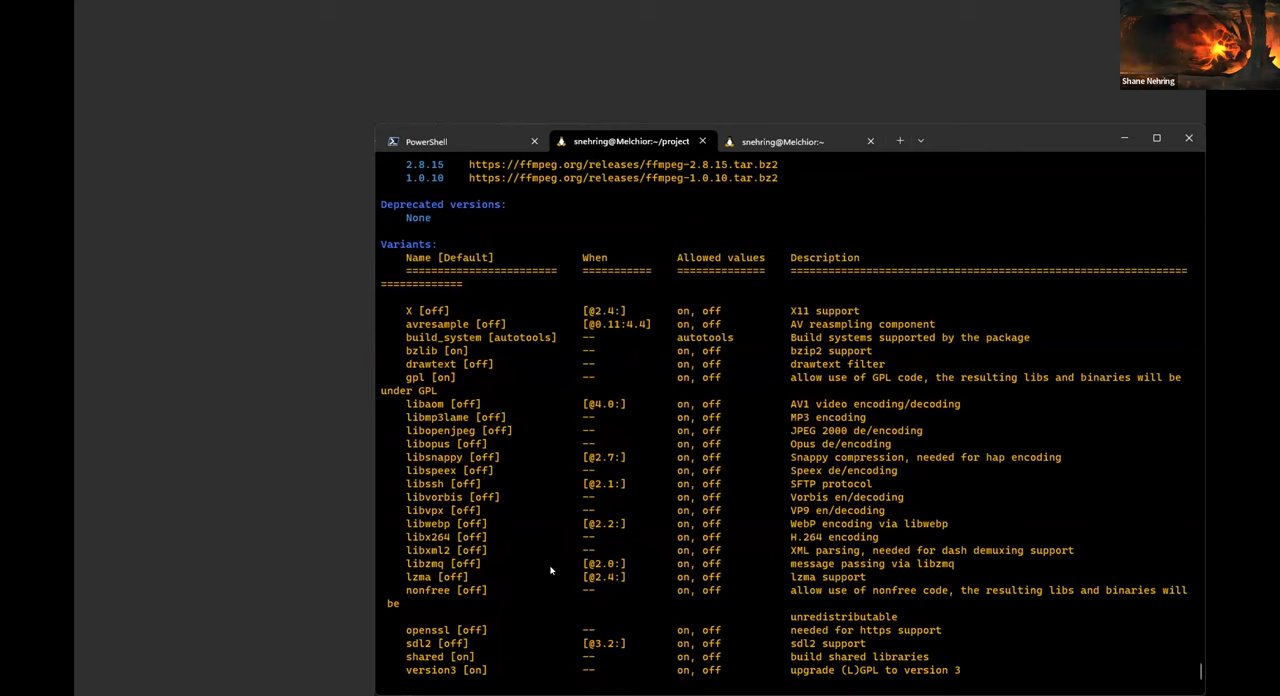 Shane Nehring
PowerShell
snehring@Melchior:~/project
snehring@Melchior:~
2.8.15 https://ffmpeg.org/releases/ffmpeg-2.8.15.tar.bz2
1.0.10 https://ffmpeg.org/releases/ffmpeg-1.0.10.tar.bz2
Deprecated versions:
None
Variants:
Name [Default] When Allowed values Description
======================== =========== ============== ===============================================================
=============
X [off] [@2.4:] on, off X11 support
avresample [off] [@0.11:4.4] on, off AV reasmpling component
build_system [autotools] -- autotools Build systems supported by the package
bzlib [on] -- on, off bzip2 support
drawtext [off] -- on, off drawtext filter
gpl [on] -- on, off allow use of GPL code, the resulting libs and binaries will be
under GPL
libaom [off] [@4.0:] on, off AV1 video encoding/decoding
libmp3lame [off] -- on, off MP3 encoding
libopenjpeg [off] -- on, off JPEG 2000 de/encoding
libopus [off] -- on, off Opus de/encoding
libsnappy [off] [@2.7:] on, off Snappy compression, needed for hap encoding
libspeex [off] -- on, off Speex de/encoding
libssh [off] [@2.1:] on, off SFTP protocol
libvorbis [off] -- on, off Vorbis en/decoding
libvpx [off] -- on, off VP9 en/decoding
libwebp [off] [@2.2:] on, off WebP encoding via libwebp
libx264 [off] -- on, off H.264 encoding
libxml2 [off] -- on, off XML parsing, needed for dash demuxing support
libzmq [off] [@2.0:] on, off message passing via libzmq
lzma [off] [@2.4:] on, off lzma support
nonfree [off] -- on, off allow use of nonfree code, the resulting libs and binaries will
be
unredistributable
openssl [off] -- on, off needed for https support
sdl2 [off] [@3.2:] on, off sdl2 support
shared [on] -- on, off build shared libraries
version3 [on] -- on, off upgrade (L)GPL to version 3